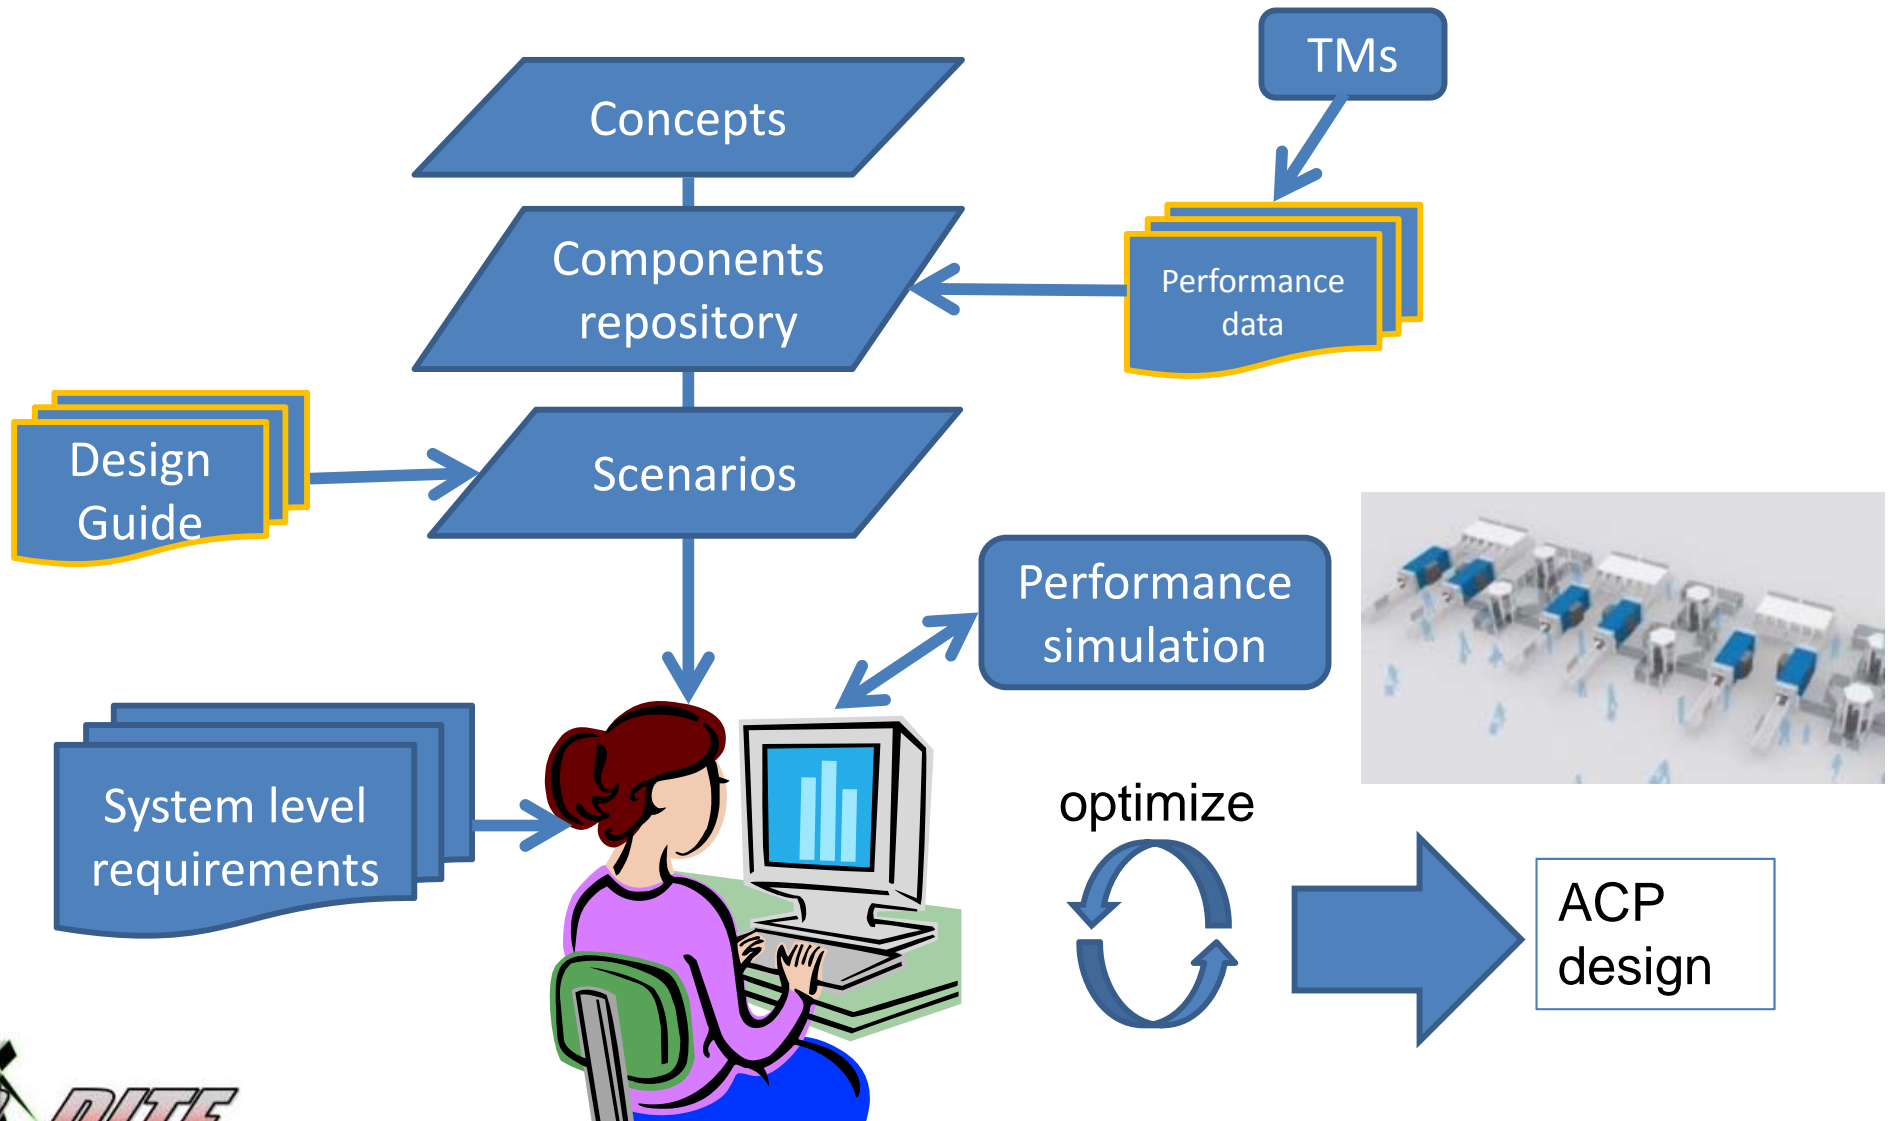 TMs
Concepts
Components
repository
Performance
data
Design
Guide
Scenarios
Performance
simulation
System level
requirements
optimize
ACP
design